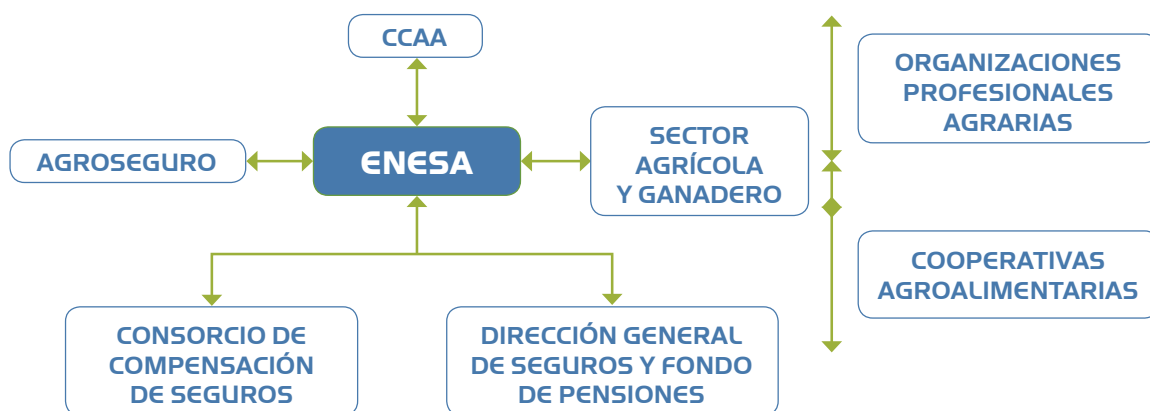 CCAA
ORGANIZACIONES
PROFESIONALES
AGRARIAS
AGROSEGURO
ENESA
SECTOR
AGRÍCOLA
Y GANADERO
COOPERATIVAS
AGROALIMENTARIAS
CONSORCIO DE
COMPENSACIÓN
DE SEGUROS
DIRECCIÓN GENERAL
DE SEGUROS Y FONDO
DE PENSIONES